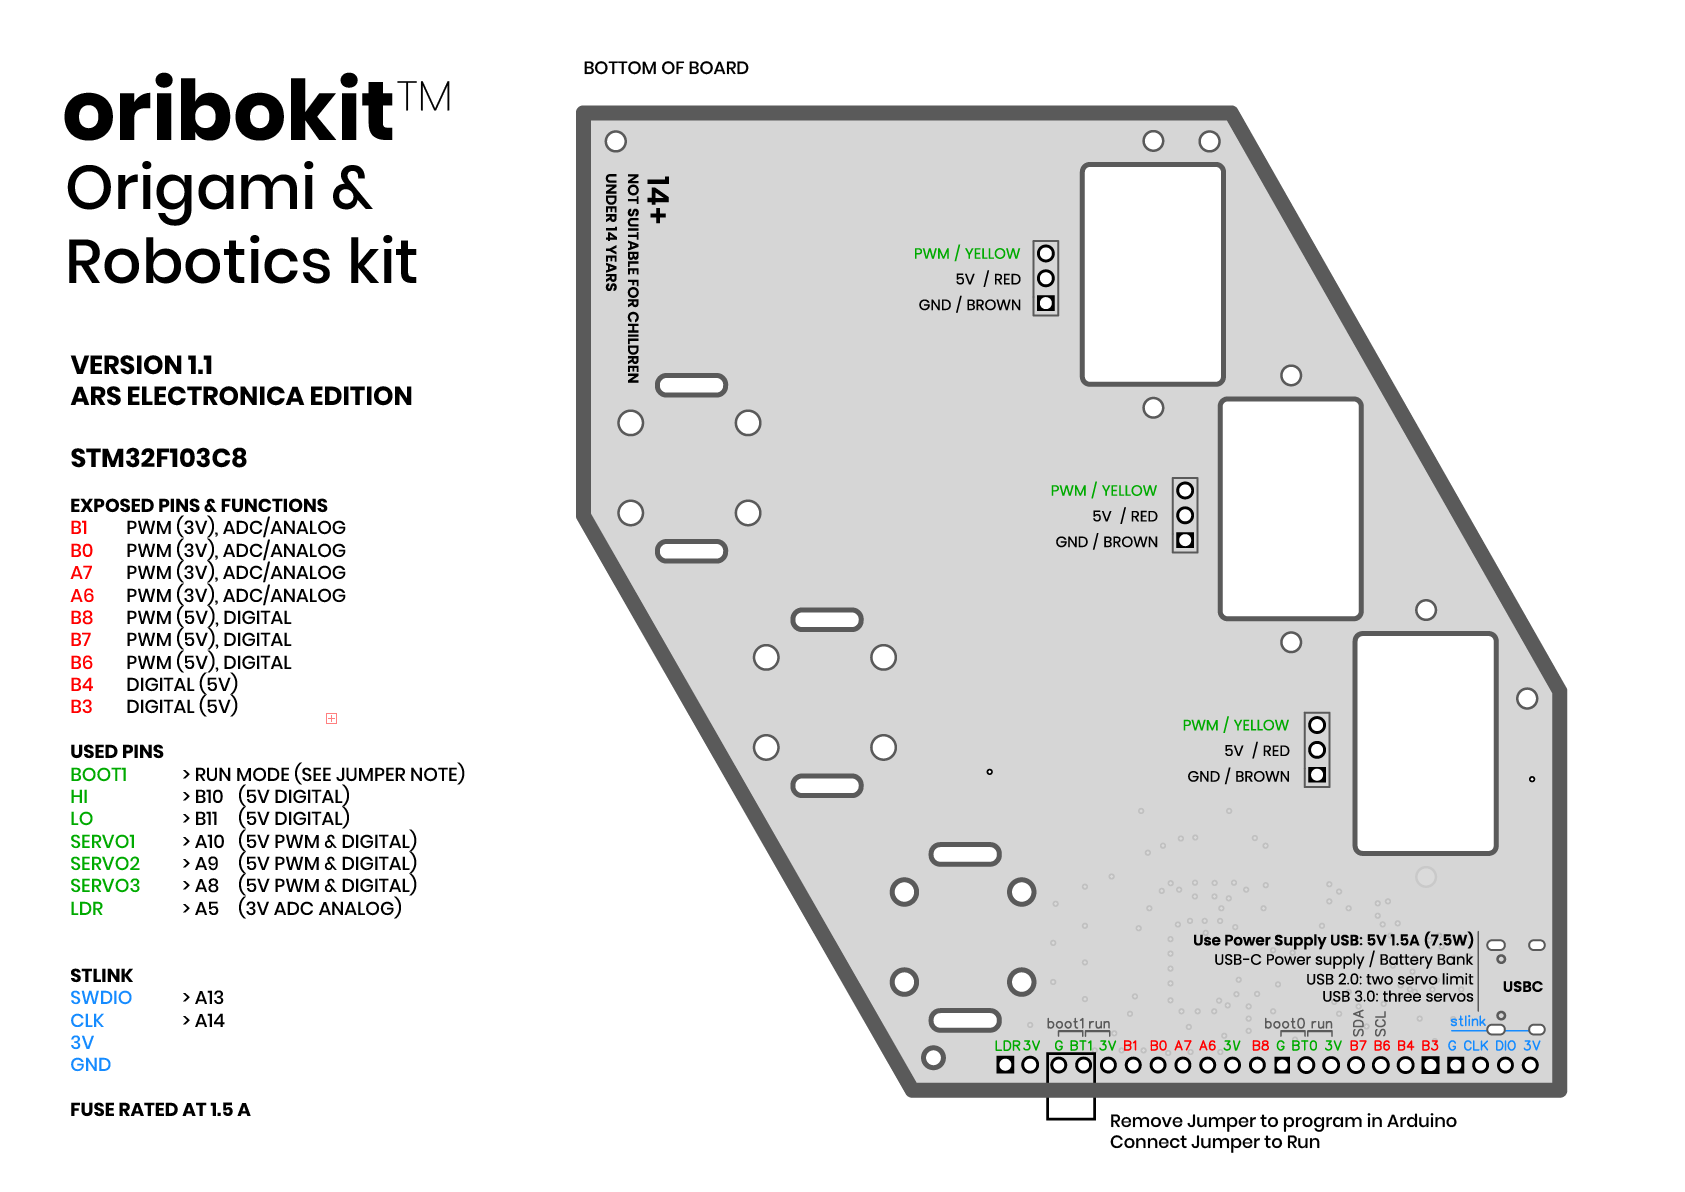 oribokit™
Origami &
Robotics kit
VERSION 1.1
ARS ELECTRONICA EDITION
STM32F103C8
EXPOSED PINS & FUNCTIONS
B1 PWM (3V), ADC/ANALOG
B0 PWM (3V), ADC/ANALOG
A7 PWM (3V), ADC/ANALOG
A6 PWM (3V), ADC/ANALOG
B8 PWM (5V), DIGITAL
B7 PWM (5V), DIGITAL
B6 PWM (5V), DIGITAL
B4 DIGITAL (5V)
B3 DIGITAL (5V)
USED PINS
BOOT1 > RUN MODE (SEE JUMPER NOTE)
HI > B10 (5V DIGITAL)
LO > B11 (5V DIGITAL)
SERVO1 > A10 (5V PWM & DIGITAL)
SERVO2 > A9 (5V PWM & DIGITAL)
SERVO3 > A8 (5V PWM & DIGITAL)
LDR > A5 (3V ADC ANALOG)
STLINK
SWDIO > A13
CLK > A14
3V
GND
FUSE RATED AT 1.5 A
BOTTOM OF BOARD
14+
NOT SUITABLE FOR CHILDREN
UNDER 14 YEARS
PWM / YELLOW
5V / RED
GND / BROWN
PWM / YELLOW
5V / RED
GND / BROWN
PWM / YELLOW
5V / RED
GND / BROWN
Use Power Supply USB: 5V 1.5A (7.5W)
USB-C Power supply / Battery Bank
USB 2.0: two servo limit
USB 3.0: three servos
USBC
boot1 run boot0 run SDA SCL stlink
LDR 3V G BT1 3V B1 B0 A7 A6 3V B8 G BT0 3V B7 B6 B4 B3 G CLK DIO 3V
Remove Jumper to program in Arduino
Connect Jumper to Run